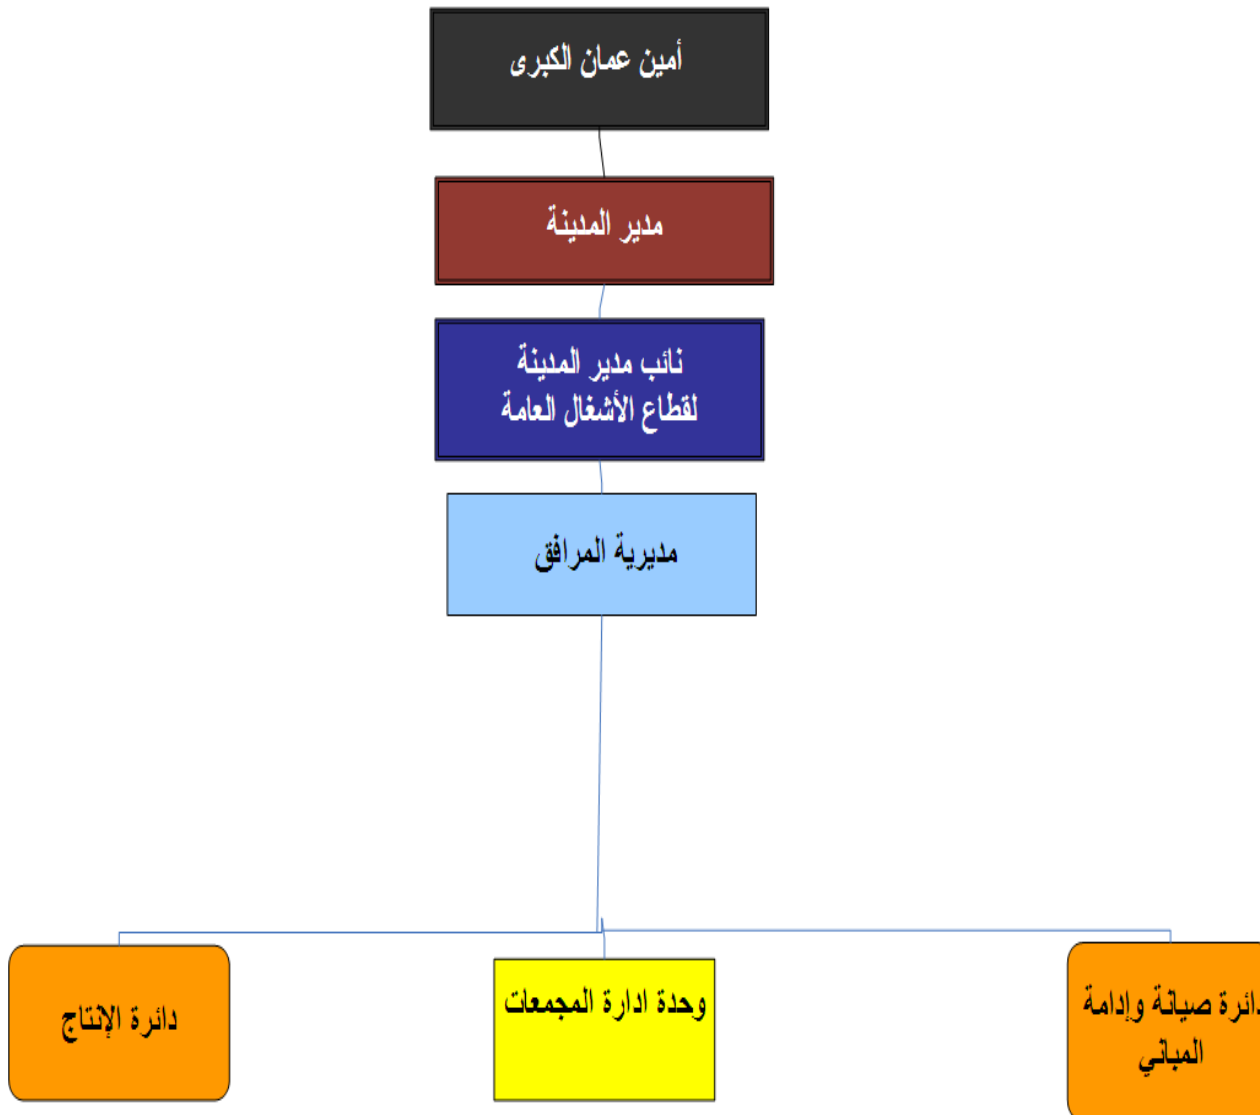 أمين عمان الكبرى
مدير المدينة
نائب مدير المدينة
لقطاع الأشغال العامة
مديرية المرافق
دائرة صيانة وإدامة
المباني
وحدة ادارة المجمعات
دائرة الإنتاج